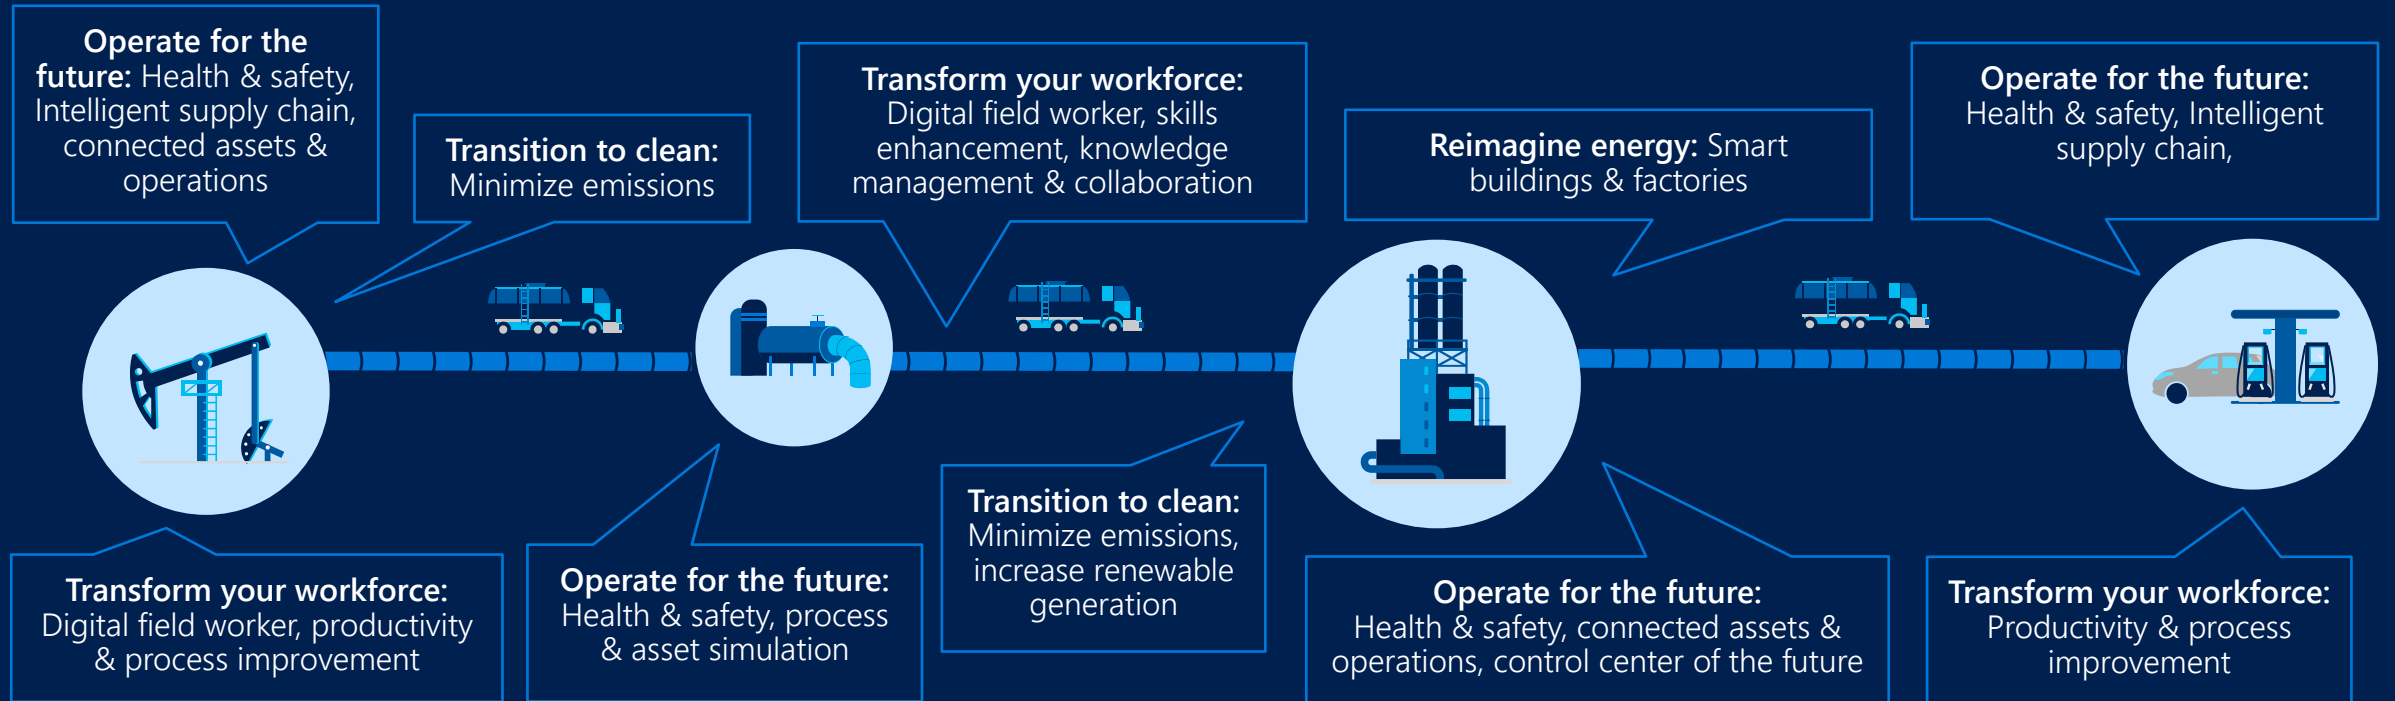 Operate for the
future: Health & safety,
Intelligent supply chain,
connected assets &
operations
Transition to clean:
Minimize emissions
Transform your workforce:
Digital field worker, skills
enhancement, knowledge
management & collaboration
Reimagine energy: Smart
buildings & factories
Operate for the future:
Health & safety, Intelligent
supply chain,
Transform your workforce:
Digital field worker, productivity
& process improvement
Operate for the future:
Health & safety, process
& asset simulation
Transition to clean:
Minimize emissions,
increase renewable
generation
Operate for the future:
Health & safety, connected assets &
operations, control center of the future
Transform your workforce:
Productivity & process
improvement